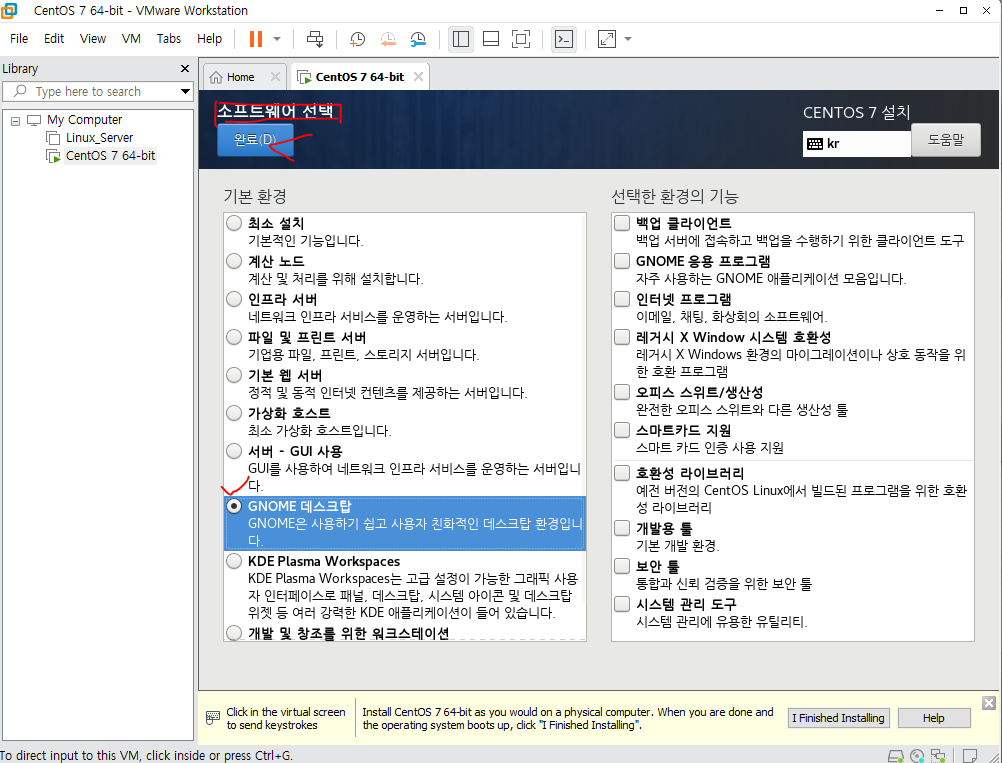 CentOS 7 64-bit - VMware Workstation
File Edit View VM Tabs Help
Library
Type here to search
My Computer
Linux_Server
CentOS 7 64-bit
Home
CentOS 7 64-bit
소프트웨어 선택
완료(D)
CENTOS 7 설치
kr
도움말
기본 환경
최소 설치
기본적인 기능입니다.
계산 노드
계산 및 처리를 위해 설치합니다.
인프라 서버
네트워크 인프라 서비스를 운영하는 서버입니다.
파일 및 프린트 서버
기업용 파일, 프린트, 스토리지 서버입니다.
기본 웹 서버
정적 및 동적 인터넷 컨텐츠를 제공하는 서버입니다.
가상화 호스트
최소 가상화 호스트입니다.
서버 - GUI 사용
GUI를 사용하여 네트워크 인프라 서비스를 운영하는 서버입니
다.
GNOME 데스크탑
GNOME은 사용하기 쉽고 사용자 친화적인 데스크탑 환경입니
다.
KDE Plasma Workspaces
KDE Plasma Workspaces는 고급 설정이 가능한 그래픽 사용
자 인터페이스로 패널, 데스크탑, 시스템 아이콘 및 데스크탑
위젯 등 여러 강력한 KDE 애플리케이션이 들어 있습니다.
개발 및 창조를 위한 워크스테이션
선택한 환경의 기능
백업 클라이언트
백업 서버에 접속하고 백업을 수행하기 위한 클라이언트 도구
GNOME 응용 프로그램
자주 사용하는 GNOME 애플리케이션 모음입니다.
인터넷 프로그램
이메일, 채팅, 화상회의 소프트웨어.
레거시 X Window 시스템 호환성
레거시 X Windows 환경의 마이그레이션이나 상호 동작을 위
한 호환 프로그램
오피스 스위트/생산성
완전한 오피스 스위트와 다른 생산성 툴
스마트카드 지원
스마트 카드 인증 사용 지원
호환성 라이브러리
예전 버전의 CentOS Linux에서 빌드된 프로그램을 위한 호환
성 라이브러리
개발용 툴
기본 개발 환경.
보안 툴
통합과 신뢰 검증을 위한 보안 툴
시스템 관리 도구
시스템 관리에 유용한 유틸리티.
Click in the virtual screen
to send keystrokes
Install CentOS 7 64-bit as you would on a physical computer. When you are done and
the operating system boots up, click "I Finished Installing".
I Finished Installing
Help
To direct input to this VM, click inside or press Ctrl+G.